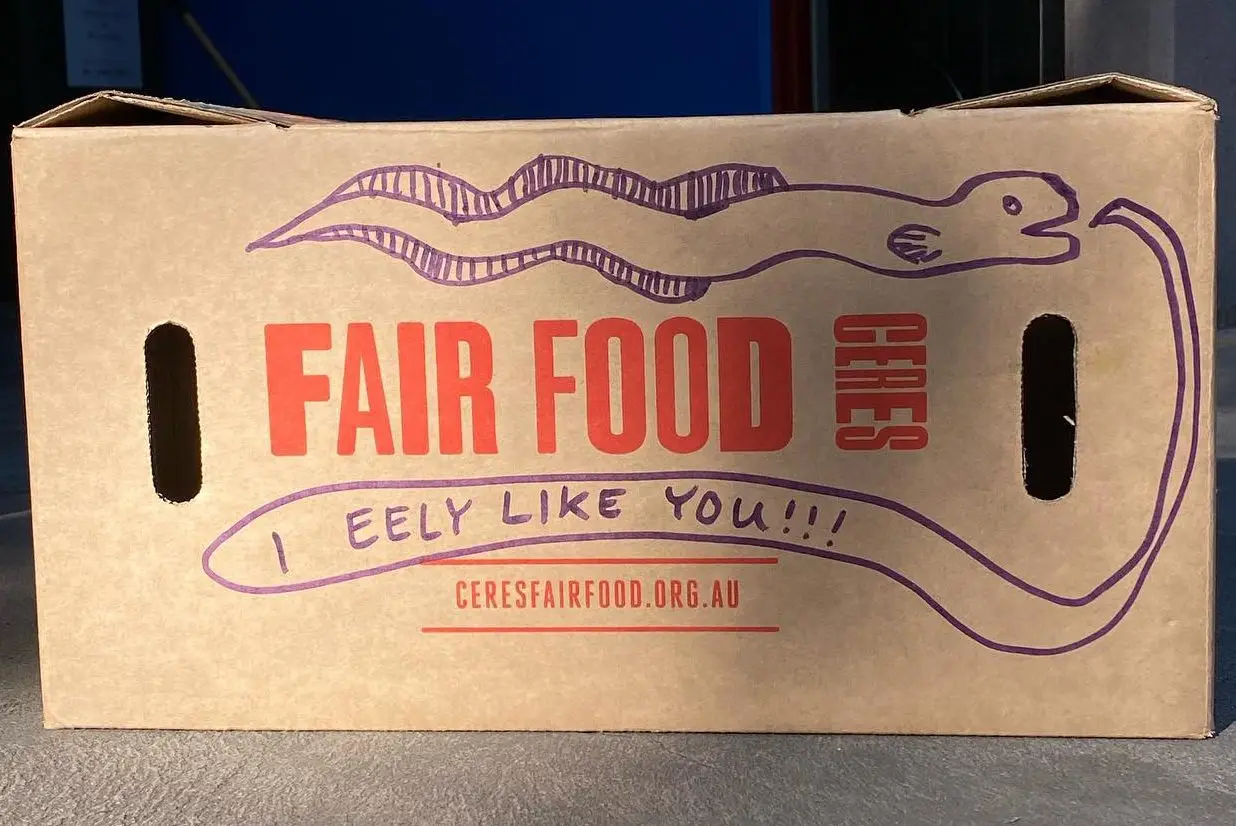 FAIR FOOD CERES
I EELY LIKE YOU!!!
CERESFAIRFOOD.ORG.AU